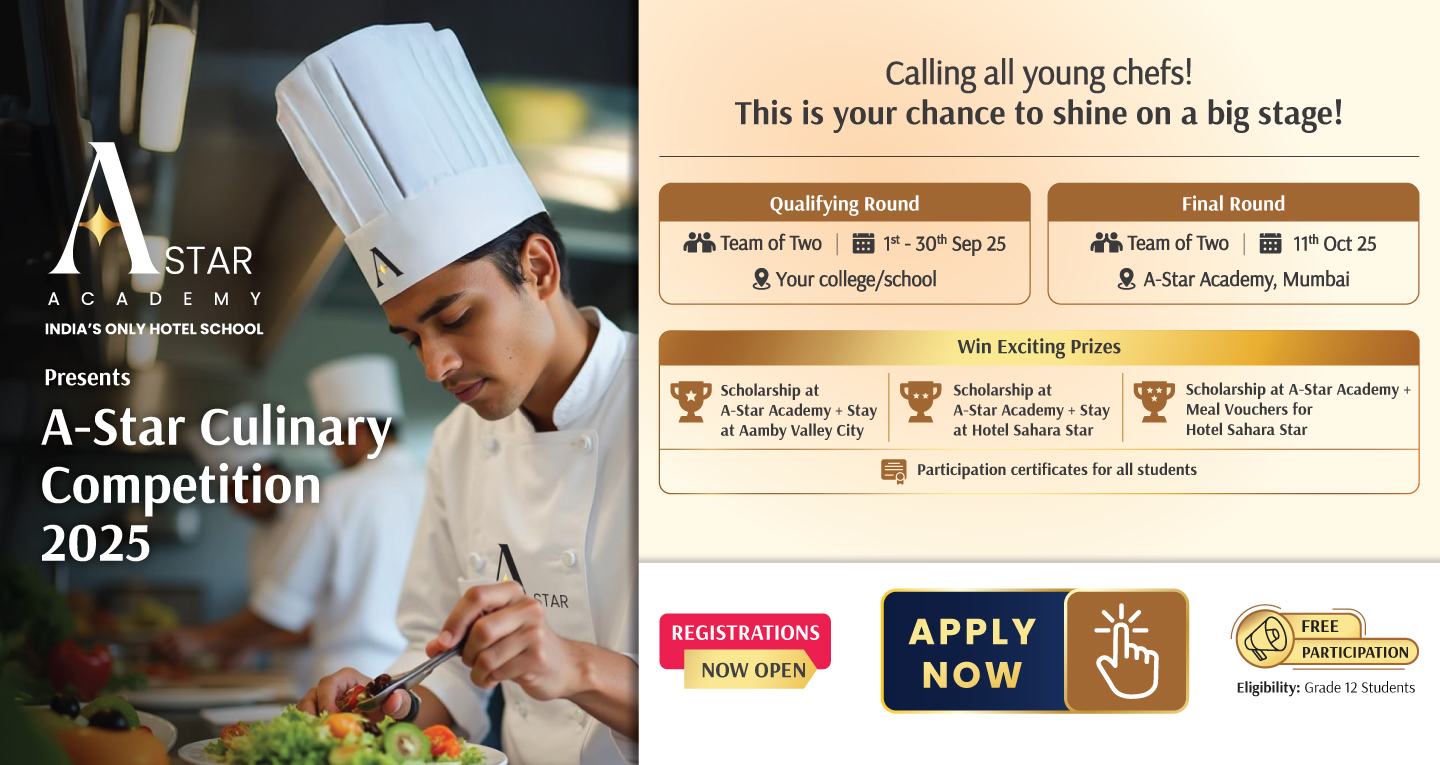 A STAR
ACADEMY
INDIA'S ONLY HOTEL SCHOOL
Presents
A-Star Culinary
Competition
2025
A
A STAR
Calling all young chefs!
This is your chance to shine on a big stage!
Qualifying Round
Team of Two | 1st - 30th Sep 25
Your college/school
Final Round
Team of Two | 11th Oct 25
A-Star Academy, Mumbai
Win Exciting Prizes
Scholarship at
A-Star Academy + Stay
at Aamby Valley City
Scholarship at
A-Star Academy + Stay
at Hotel Sahara Star
Scholarship at A-Star Academy +
Meal Vouchers for
Hotel Sahara Star
Participation certificates for all students
REGISTRATIONS
NOW OPEN
APPLY
NOW
FREE
PARTICIPATION
Eligibility: Grade 12 Students